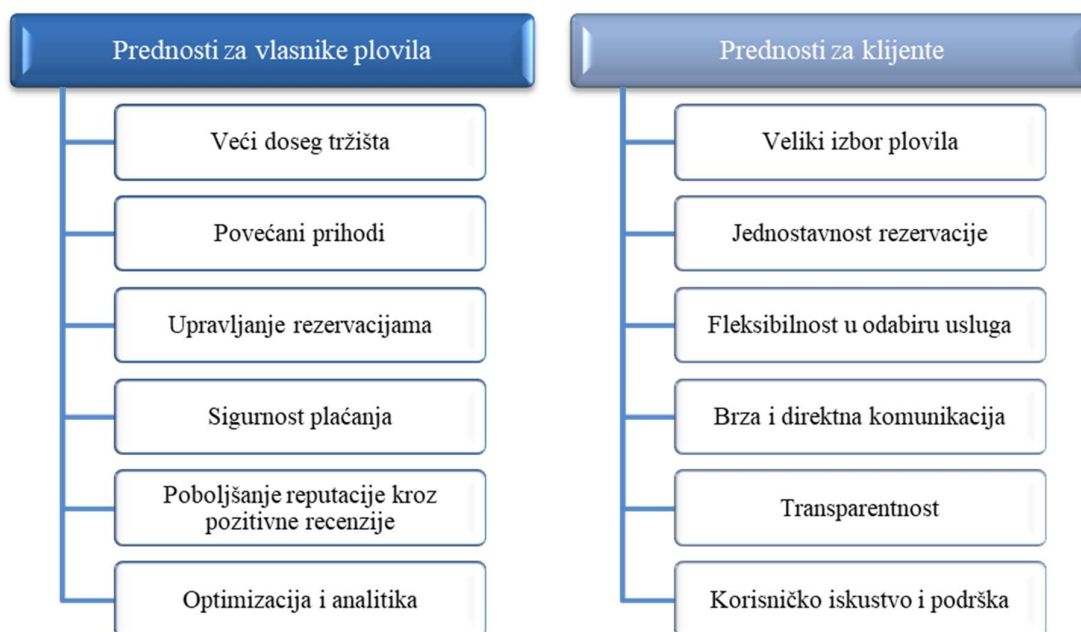 Prednosti za vlasnike plovila
Veći doseg tržišta
Povećani prihodi
Upravljanje rezervacijama
Sigurnost plaćanja
Poboljšanje reputacije kroz
pozitivne recenzije
Optimizacija i analitika
Prednosti za klijente
Veliki izbor plovila
Jednostavnost rezervacije
Fleksibilnost u odabiru usluga
Brza i direktna komunikacija
Transparentnost
Korisničko iskustvo i podrška